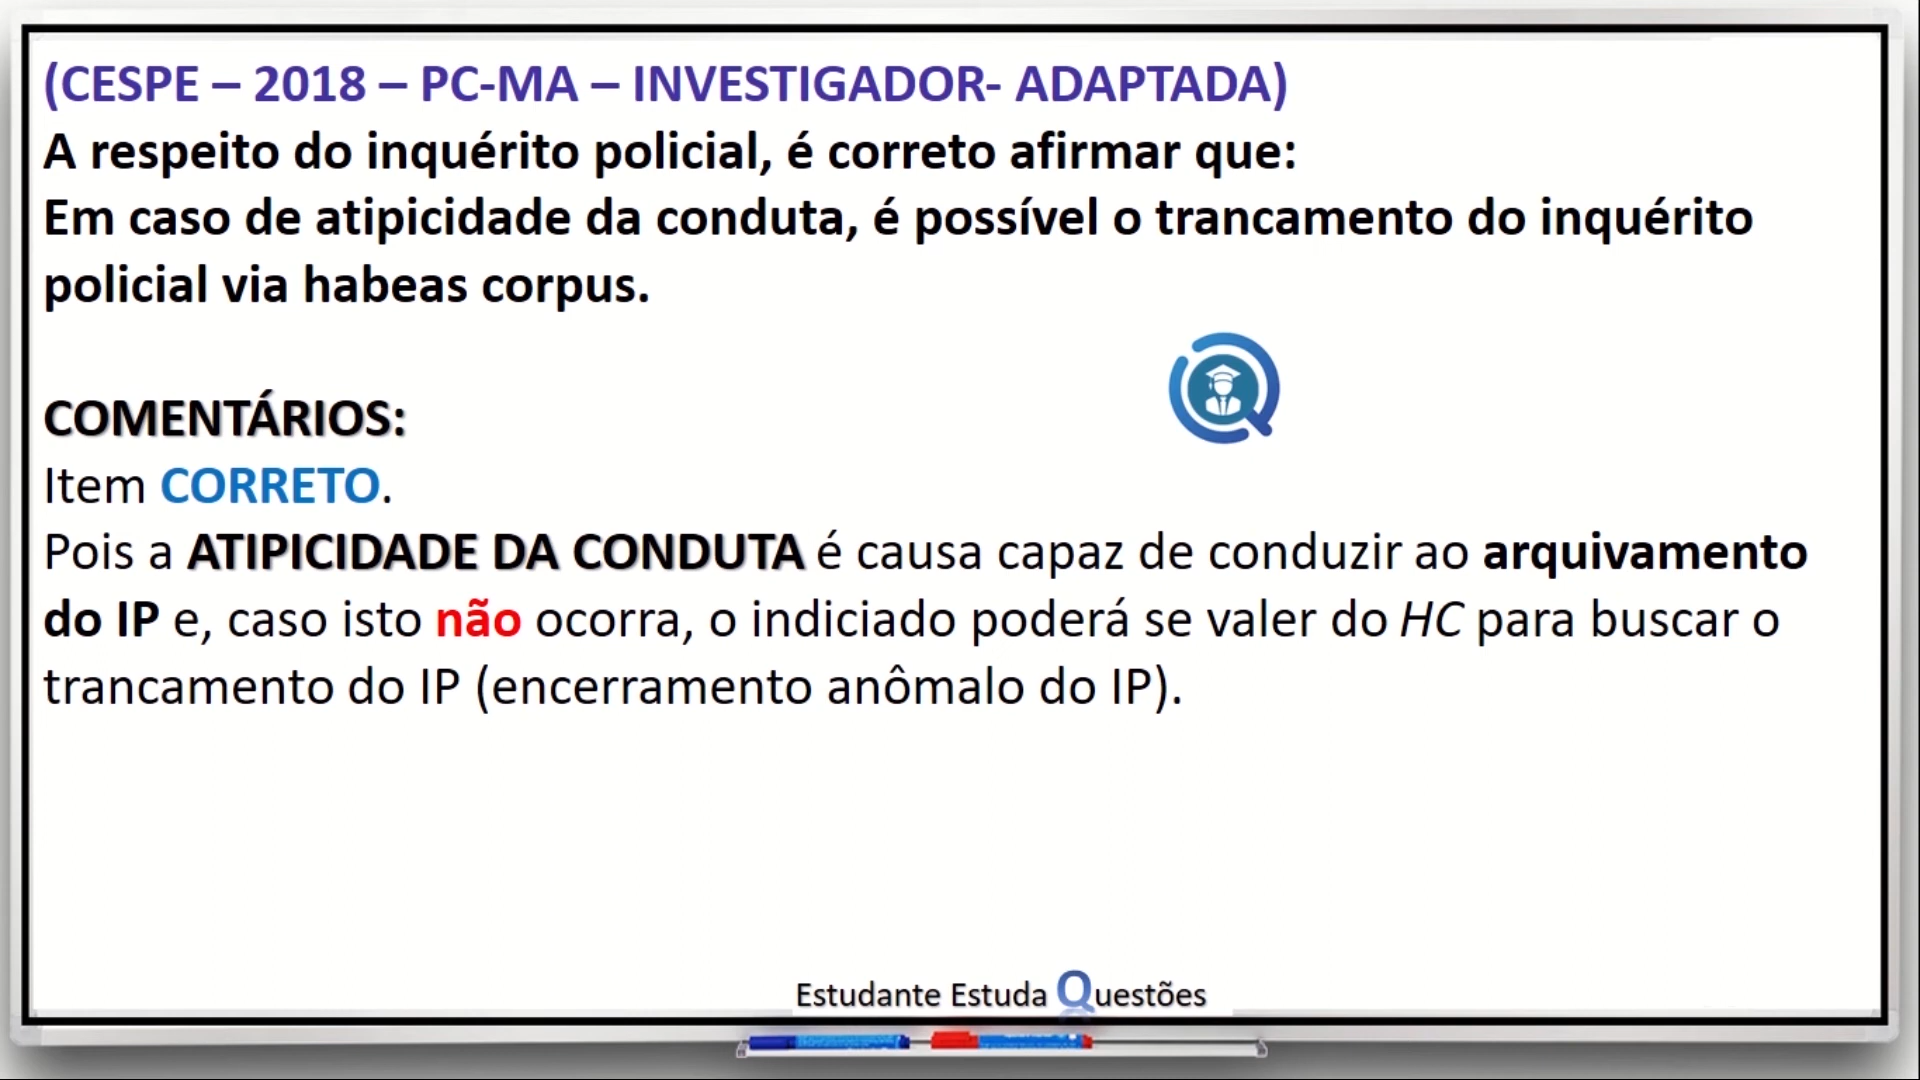 (CESPE – 2018 – PC-MA – INVESTIGADOR- ADAPTADA)
A respeito do inquérito policial, é correto afirmar que:
Em caso de atipicidade da conduta, é possível o trancamento do inquérito
policial via habeas corpus.
COMENTÁRIOS:
Item CORRETO.
Pois a ATIPICIDADE DA CONDUTA é causa capaz de conduzir ao arquivamento
do IP e, caso isto não ocorra, o indiciado poderá se valer do HC para buscar o
trancamento do IP (encerramento anômalo do IP).
Estudante Estuda Questões